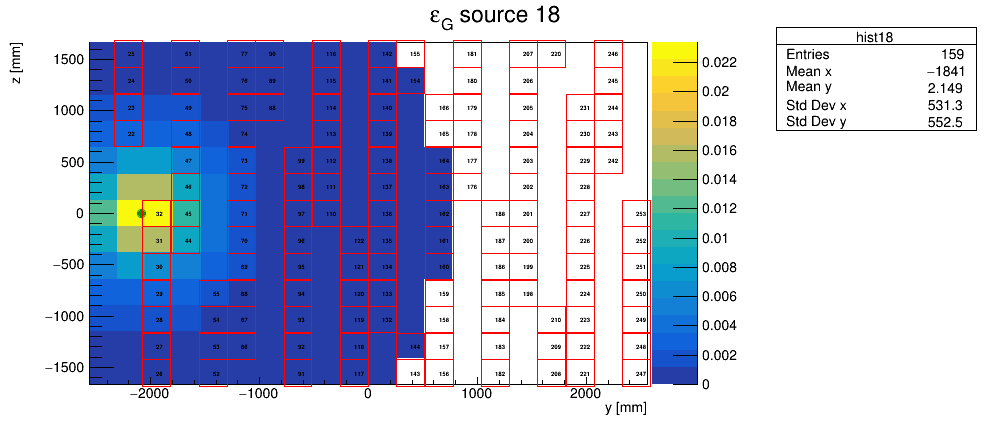 ε_G source 18
z [mm]
1500
1000
500
0
−500
−1000
−1500
25 51 77 90 116 142 155 181 207 220 246
24 50 76 89 115 141 154 180 206 245
23 49 75 88 114 140 166 179 205 231 244
22 48 74 113 139 165 178 204 230 243
47 73 99 112 138 164 177 203 229 242
46 72 98 111 137 163 176 202 228
32 45 71 97 110 136 162 188 201 227 253
31 44 70 96 122 135 161 187 200 226 252
30 69 95 121 134 160 186 199 225 251
29 55 68 94 120 133 159 185 198 224 250
28 54 67 93 119 132 158 184 210 223 249
27 53 66 92 118 144 157 183 209 222 248
26 52 91 117 143 156 182 208 221 247
−2000 −1000 0 1000 2000
y [mm]
0.022
0.02
0.018
0.016
0.014
0.012
0.01
0.008
0.006
0.004
0.002
0
hist18
Entries 159
Mean x −1841
Mean y 2.149
Std Dev x 531.3
Std Dev y 552.5